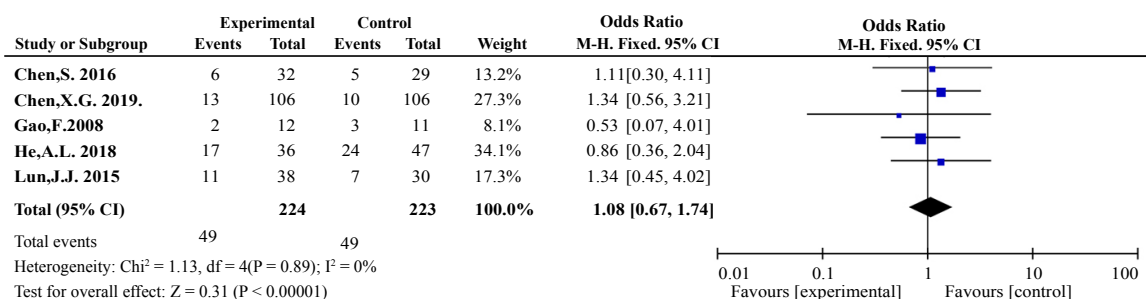 Experimental Control Odds Ratio Odds Ratio
Study or Subgroup Events Total Events Total Weight M-H. Fixed. 95% CI M-H. Fixed. 95% CI
Chen,S. 2016 6 32 5 29 13.2% 1.11[0.30, 4.11]
Chen,X.G. 2019. 13 106 10 106 27.3% 1.34 [0.56, 3.21]
Gao,F.2008 2 12 3 11 8.1% 0.53 [0.07, 4.01]
He,A.L. 2018 17 36 24 47 34.1% 0.86 [0.36, 2.04]
Lun,J.J. 2015 11 38 7 30 17.3% 1.34 [0.45, 4.02]
Total (95% CI) 224 223 100.0% 1.08 [0.67, 1.74]
Total events 49 49
Heterogeneity: Chi² = 1.13, df = 4(P = 0.89); I² = 0%
Test for overall effect: Z = 0.31 (P < 0.00001)
0.01 0.1 1 10 100
Favours [experimental] Favours [control]